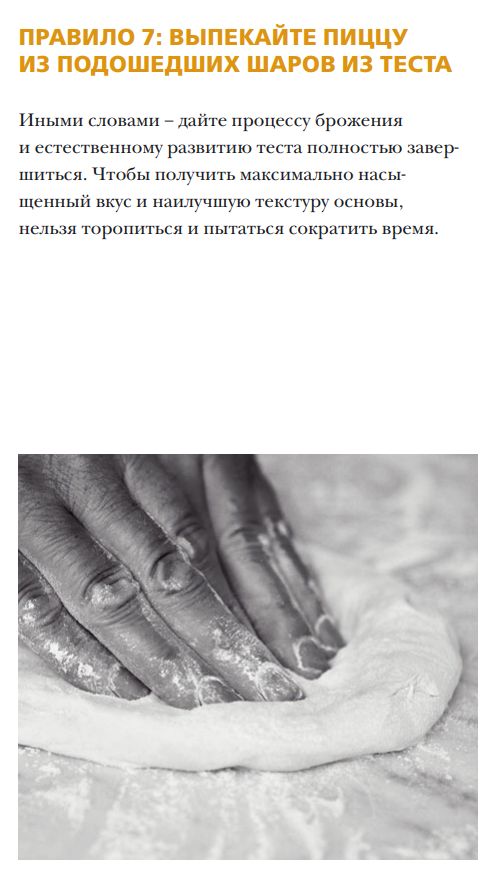 ПРАВИЛО 7: ВЫПЕКАЙТЕ ПИЦЦУ
ИЗ ПОДОШЕДШИХ ШАРОВ ИЗ ТЕСТА
Иными словами – дайте процессу брожения
и естественному развитию теста полностью завер-
шиться. Чтобы получить максимально насы-
щенный вкус и наилучшую текстуру основы,
нельзя торопиться и пытаться сократить время.